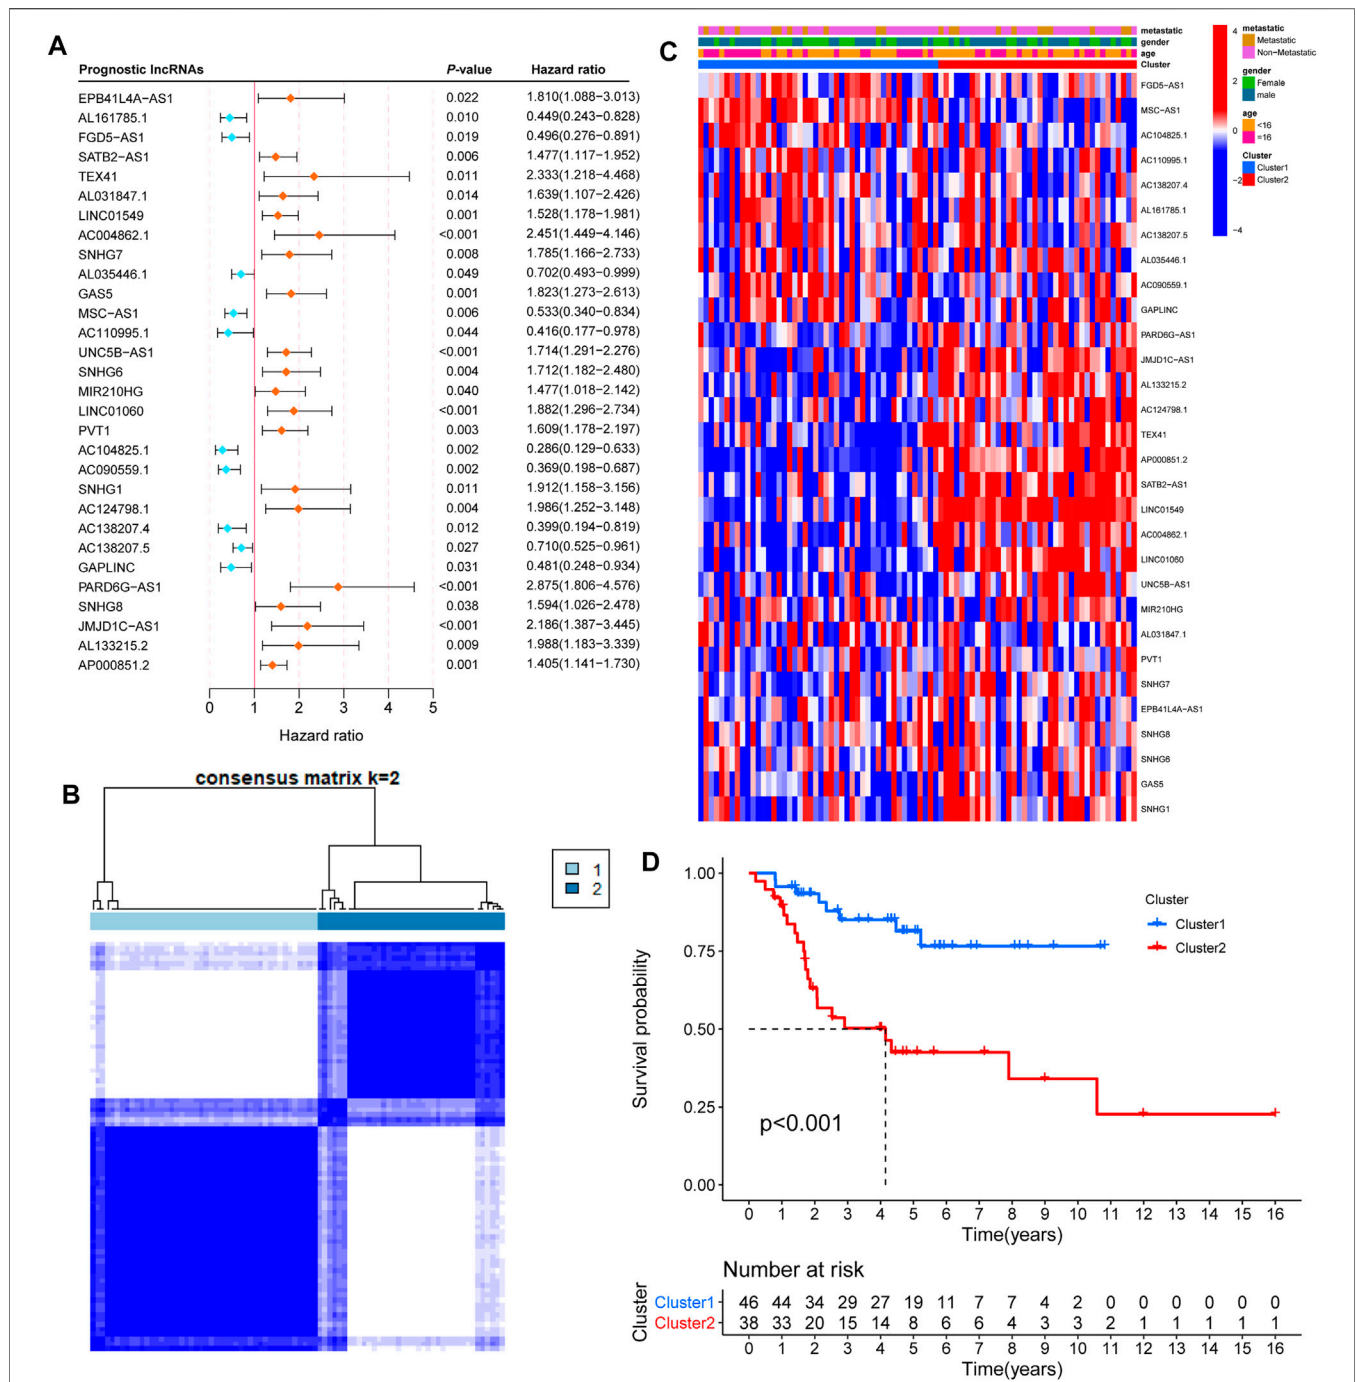 A
Prognostic lncRNAs P-value Hazard ratio
EPB41L4A-AS1 0.022 1.810(1.088-3.013)
AL161785.1 0.010 0.449(0.243-0.828)
FGD5-AS1 0.019 0.496(0.276-0.891)
SATB2-AS1 0.006 1.477(1.117-1.952)
TEX41 0.011 2.333(1.218-4.468)
AL031847.1 0.014 1.639(1.107-2.426)
LINC01549 0.001 1.528(1.178-1.981)
AC004862.1 <0.001 2.451(1.449-4.146)
SNHG7 0.008 1.785(1.166-2.733)
AL035446.1 0.049 0.702(0.493-0.999)
GAS5 0.001 1.823(1.273-2.613)
MSC-AS1 0.006 0.533(0.340-0.834)
AC110995.1 0.044 0.416(0.177-0.978)
UNC5B-AS1 <0.001 1.714(1.291-2.276)
SNHG6 0.004 1.712(1.182-2.480)
MIR210HG 0.040 1.477(1.018-2.142)
LINC01060 <0.001 1.882(1.296-2.734)
PVT1 0.003 1.609(1.178-2.197)
AC104825.1 0.002 0.286(0.129-0.633)
AC090559.1 0.002 0.369(0.198-0.687)
SNHG1 0.011 1.912(1.158-3.156)
AC124798.1 0.004 1.986(1.252-3.148)
AC138207.4 0.012 0.399(0.194-0.819)
AC138207.5 0.027 0.710(0.525-0.961)
GAPLINC 0.031 0.481(0.248-0.934)
PARD6G-AS1 <0.001 2.875(1.806-4.576)
SNHG8 0.038 1.594(1.026-2.478)
JMJD1C-AS1 <0.001 2.186(1.387-3.445)
AL133215.2 0.009 1.988(1.183-3.339)
AP000851.2 0.001 1.405(1.141-1.730)
0 1 2 3 4 5
Hazard ratio
B
consensus matrix k=2
1
2
C
metastatic
gender
age
Cluster
FGD5-AS1
MSC-AS1
AC104825.1
AC110995.1
AC138207.4
AL161785.1
AC138207.5
AL035446.1
AC090559.1
GAPLINC
PARD6G-AS1
JMJD1C-AS1
AL133215.2
AC124798.1
TEX41
AP000851.2
SATB2-AS1
LINC01549
AC004862.1
LINC01060
UNC5B-AS1
MIR210HG
AL031847.1
PVT1
SNHG7
EPB41L4A-AS1
SNHG8
SNHG6
GAS5
SNHG1
4
2
0
-2
-4
metastatic
Metastatic
Non-Metastatic
gender
Female
male
age
<16
=16
Cluster
Cluster1
Cluster2
D
Survival probability
1.00
0.75
0.50
0.25
0.00
p<0.001
Cluster
Cluster1
Cluster2
0 1 2 3 4 5 6 7 8 9 10 11 12 13 14 15 16
Time(years)
Number at risk
Cluster
Cluster1 46 44 34 29 27 19 11 7 7 4 2 0 0 0 0 0 0
Cluster2 38 33 20 15 14 8 6 6 4 3 3 2 1 1 1 1 1
0 1 2 3 4 5 6 7 8 9 10 11 12 13 14 15 16
Time(years)